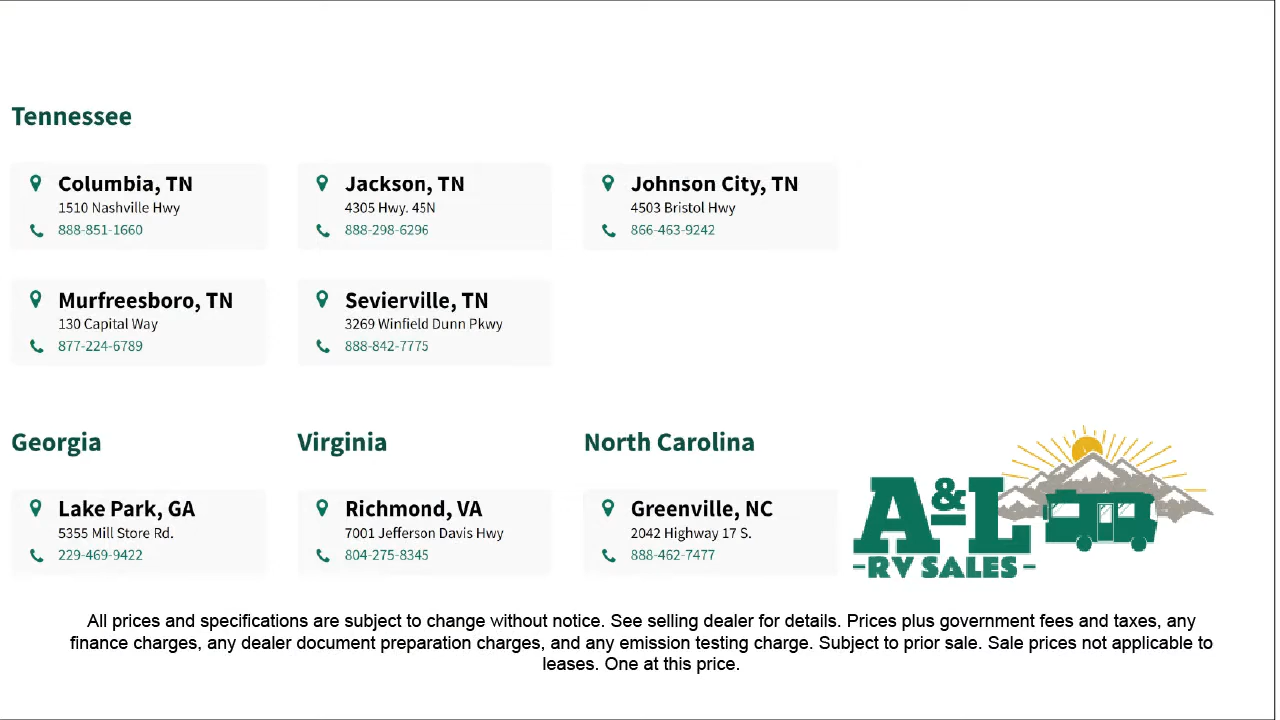 Tennessee
Columbia, TN
1510 Nashville Hwy
888-851-1660
Jackson, TN
4305 Hwy. 45N
888-298-6296
Johnson City, TN
4503 Bristol Hwy
866-463-9242
Murfreesboro, TN
130 Capital Way
877-224-6789
Sevierville, TN
3269 Winfield Dunn Pkwy
888-842-7775
Georgia
Lake Park, GA
5355 Mill Store Rd.
229-469-9422
Virginia
Richmond, VA
7001 Jefferson Davis Hwy
804-275-8345
North Carolina
Greenville, NC
2042 Highway 17 S.
888-462-7477
A&L
-RV SALES-
All prices and specifications are subject to change without notice. See selling dealer for details. Prices plus government fees and taxes, any
finance charges, any dealer document preparation charges, and any emission testing charge. Subject to prior sale. Sale prices not applicable to
leases. One at this price.